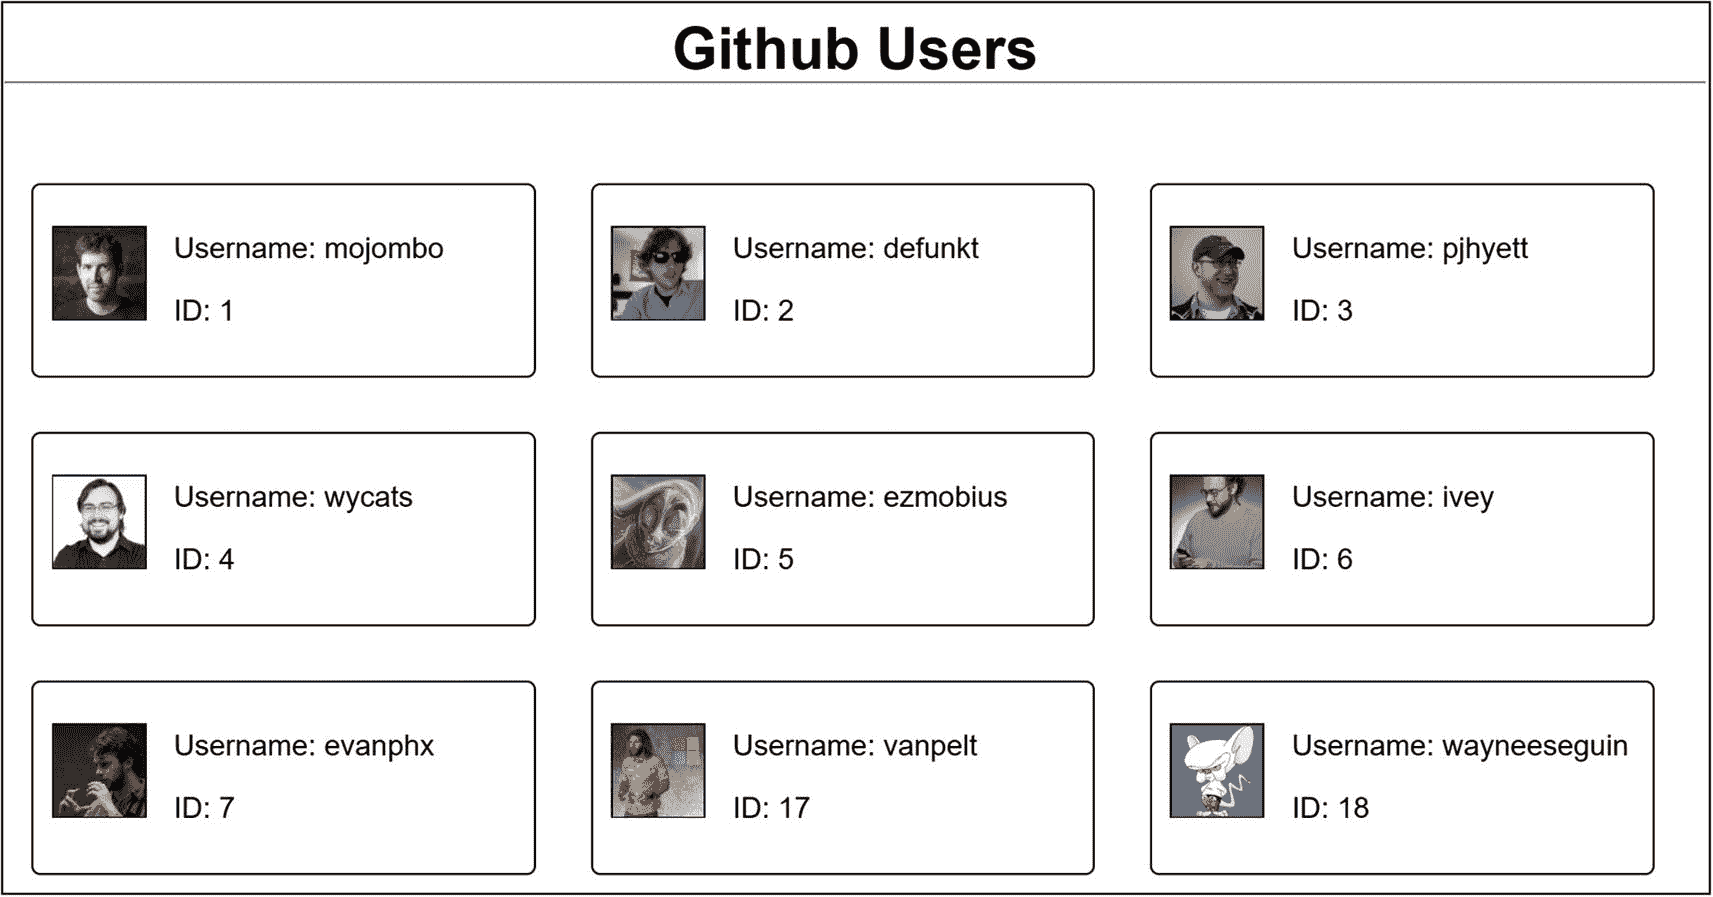 Github Users
Username: mojombo
ID: 1
Username: defunkt
ID: 2
Username: pjhyett
ID: 3
Username: wycats
ID: 4
Username: ezmobius
ID: 5
Username: ivey
ID: 6
Username: evanphx
ID: 7
Username: vanpelt
ID: 17
Username: wayneeseguin
ID: 18